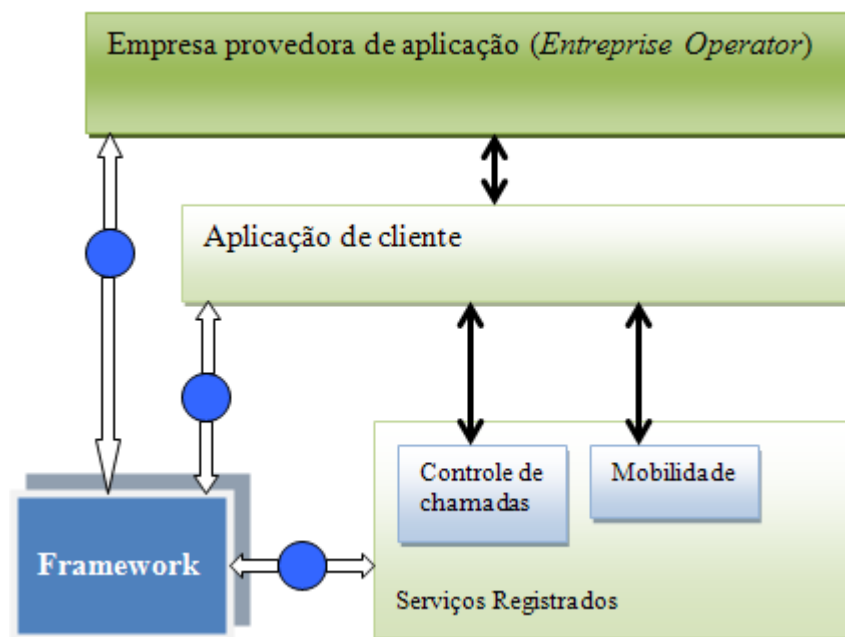 Empresa provedora de aplicação (Entreprise Operator)
Aplicação de cliente
Controle de
chamadas
Mobilidade
Framework
Serviços Registrados